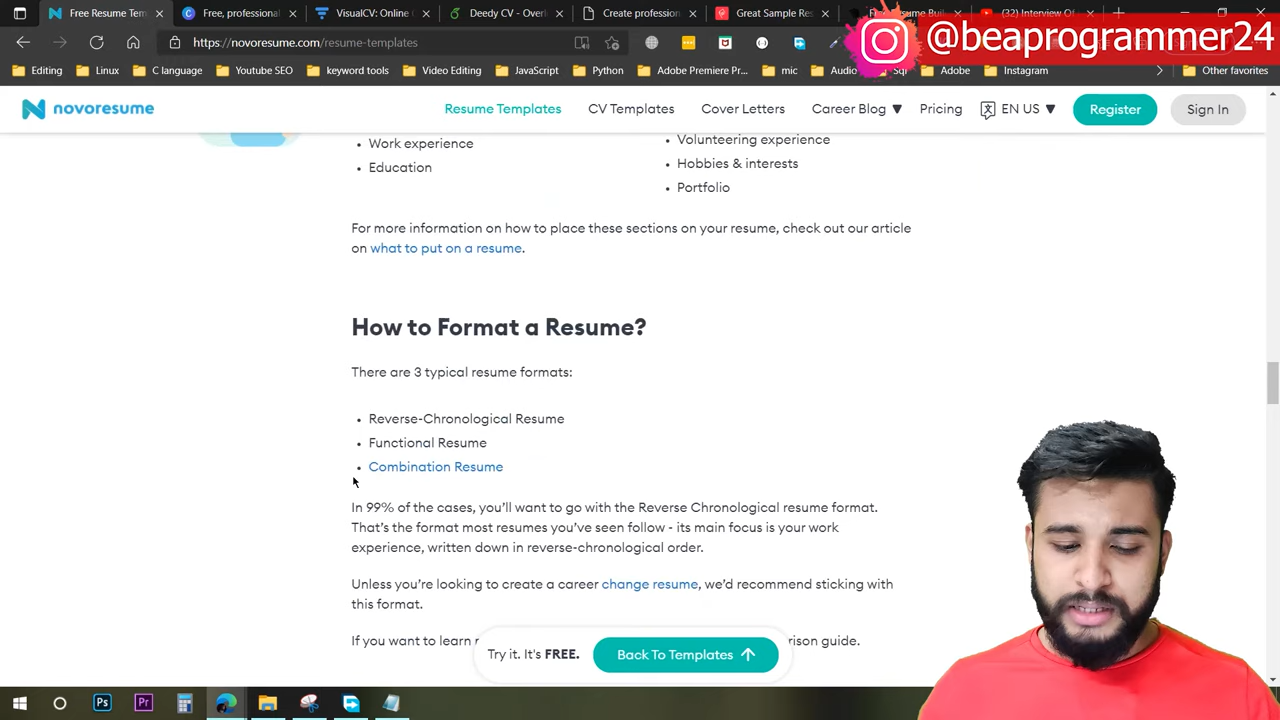 Free Resume Tem
Free, professional
VisualCV: Online C
Deedy CV - Overl
Create profession
Great Sample Res
(32) Interview Of
https://novoresume.com/resume-templates
@beaprogrammer24
Editing
Linux
C language
Youtube SEO
keyword tools
Video Editing
JavaScript
Python
Adobe Premiere Pr...
mic
Audio
Sql
Adobe
Instagram
Other favorites
novoresume
Resume Templates
CV Templates
Cover Letters
Career Blog
Pricing
EN US
Register
Sign In
Work experience
Education
Volunteering experience
Hobbies & interests
Portfolio
For more information on how to place these sections on your resume, check out our article
on what to put on a resume.
How to Format a Resume?
There are 3 typical resume formats:
Reverse-Chronological Resume
Functional Resume
Combination Resume
In 99% of the cases, you’ll want to go with the Reverse Chronological resume format.
That’s the format most resumes you’ve seen follow - its main focus is your work
experience, written down in reverse-chronological order.
Unless you’re looking to create a career change resume, we’d recommend sticking with
this format.
If you want to learn
rison guide.
Try it. It's FREE.
Back To Templates
Ps
Pr